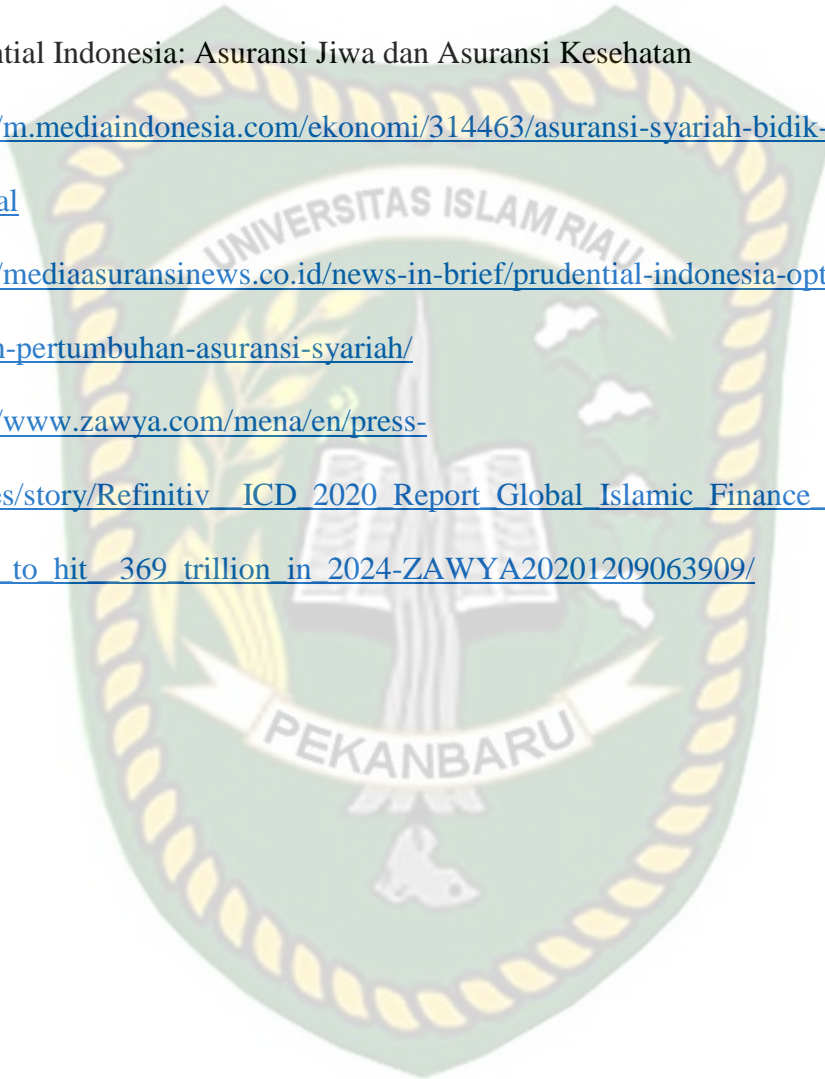 ntial Indonesia: Asuransi Jiwa dan Asuransi Kesehatan
/m.mediaindonesia.com/ekonomi/314463/asuransi-syariah-bidik-
al
/mediaasuransinews.co.id/news-in-brief/prudential-indonesia-opt
n-pertumbuhan-asuransi-syariah/
/www.zawya.com/mena/en/press-
es/story/Refinitiv__ICD_2020_Report_Global_Islamic_Finance_
_to_hit__369_trillion_in_2024-ZAWYA20201209063909/
UNIVERSITAS ISLAM RIAU
PEKANBARU